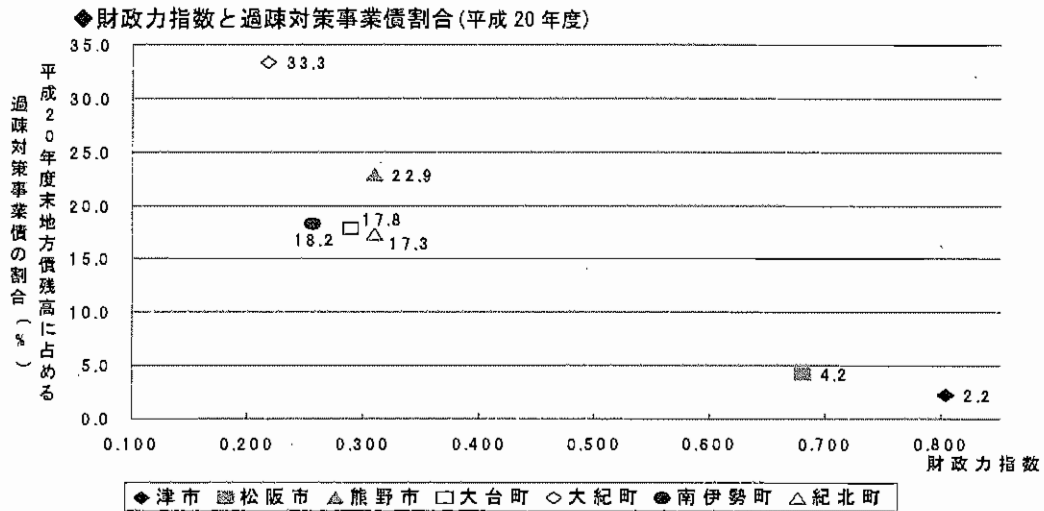 ◆財政力指数と過疎対策事業債割合(平成20年度)
平成20年度末地方債残高に占める
過疎対策事業債の割合(%)
35.0
30.0
25.0
20.0
15.0
10.0
5.0
0.0
33.3
22.9
17.8
18.2
17.3
4.2
2.2
0.100 0.200 0.300 0.400 0.500 0.600 0.700 0.800
財政力指数
◆津市 ■松阪市 ▲熊野市 □大台町 ◇大紀町 ●南伊勢町 △紀北町